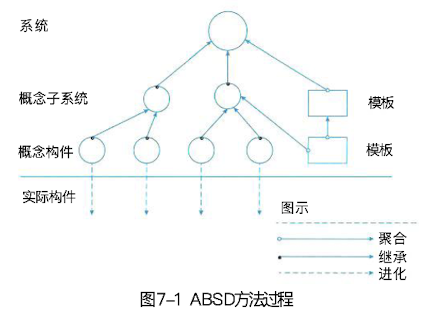 系统
概念子系统
模板
概念构件
模板
实际构件
图示
聚合
继承
进化
图7-1 ABSD方法过程